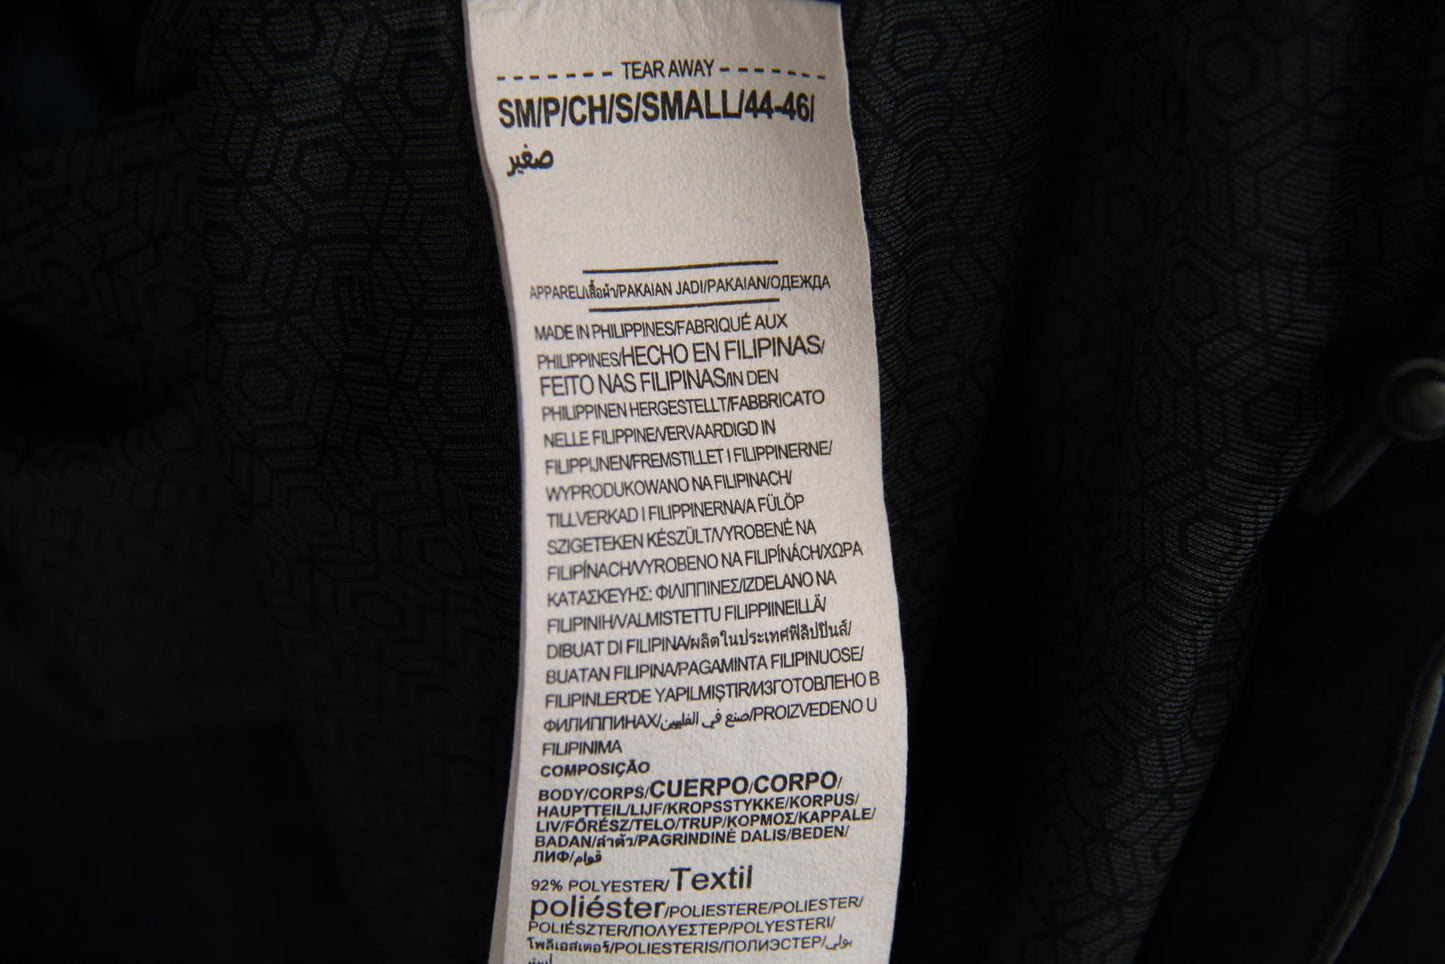 ------- TEAR AWAY -------
SM/P/CH/S/SMALL/44-46/
صغير
APPAREL/เสื้อผ้า/PAKAIAN JADI/PAKAIAN/ОДЕЖДА
MADE IN PHILIPPINES/FABRIQUÉ AUX
PHILIPPINES/HECHO EN FILIPINAS/
FEITO NAS FILIPINAS/IN DEN
PHILIPPINEN HERGESTELLT/FABBRICATO
NELLE FILIPPINE/VERVAARDIGD IN
FILIPPIJNEN/FREMSTILLET I FILIPPINERNE/
WYPRODUKOWANO NA FILIPINACH/
TILLVERKAD I FILIPPINERNA/A FÜLÖP
SZIGETEKEN KÉSZÜLT/VYROBENÉ NA
FILIPÍNACH/VYROBENO NA FILIPÍNÁCH/ΧΩΡΑ
ΚΑΤΑΣΚΕΥΗΣ: ΦΙΛΙΠΠΙΝΕΣ/IZDELANO NA
FILIPINIH/VALMISTETTU FILIPPIINEILLÄ/
DIBUAT DI FILIPINA/ผลิตในประเทศฟิลิปปินส์/
BUATAN FILIPINA/PAGAMINTA FILIPINUOSE/
FILIPINLER'DE YAPILMIŞTIR/ИЗГОТОВЛЕНО В
ФИЛИППИНАХ/صنع في الفلبين/PROIZVEDENO U
FILIPINIMA
COMPOSIÇÃO
BODY/CORPS/CUERPO/CORPO/
HAUPTTEIL/LIJF/KROPSSTYKKE/KORPUS/
LIV/FŐRÉSZ/TELO/TRUP/ΚΟΡΜΟΣ/KAPPALE/
BADAN/ลำตัว/PAGRINDINĖ DALIS/BEDEN/
ЛИФ/قوام
92% POLYESTER/Textil
poliéster/POLIESTERE/POLIESTER/
POLIÉSZTER/ΠΟΛΥΕΣΤΕΡ/POLYESTERI/
โพลีเอสเตอร์/POLIESTERIS/ПОЛИЭСТЕР/بولي
أستر